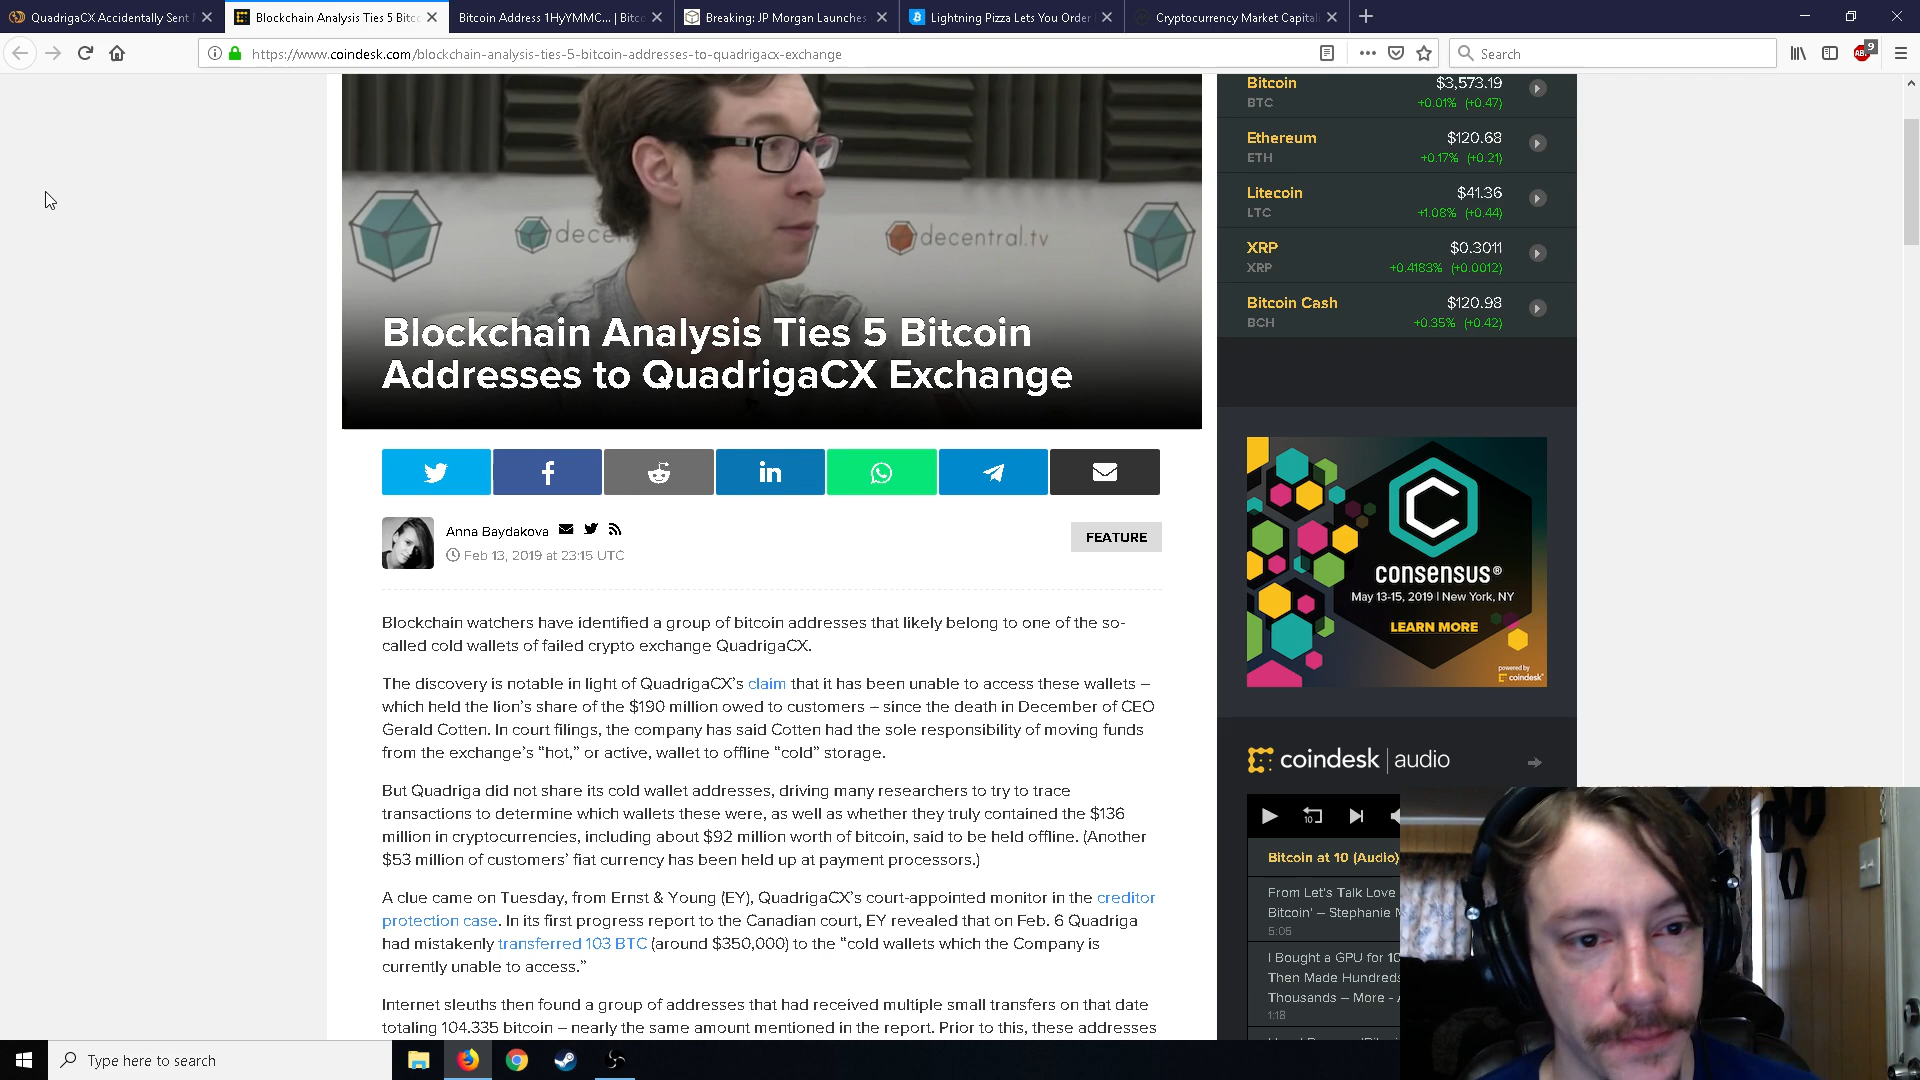 QuadrigaCX Accidentally Sent
Blockchain Analysis Ties 5 Bitco
Bitcoin Address 1HyYMMC... | Bitco
Breaking: JP Morgan Launches
Lightning Pizza Lets You Order
Cryptocurrency Market Capital
https://www.coindesk.com/blockchain-analysis-ties-5-bitcoin-addresses-to-quadrigacx-exchange
Search
9
decen
decentral.tv
Blockchain Analysis Ties 5 Bitcoin
Addresses to QuadrigaCX Exchange
Anna Baydakova
Feb 13, 2019 at 23:15 UTC
FEATURE
Blockchain watchers have identified a group of bitcoin addresses that likely belong to one of the so-
called cold wallets of failed crypto exchange QuadrigaCX.
The discovery is notable in light of QuadrigaCX's claim that it has been unable to access these wallets –
which held the lion's share of the $190 million owed to customers – since the death in December of CEO
Gerald Cotten. In court filings, the company has said Cotten had the sole responsibility of moving funds
from the exchange's "hot," or active, wallet to offline "cold" storage.
But Quadriga did not share its cold wallet addresses, driving many researchers to try to trace
transactions to determine which wallets these were, as well as whether they truly contained the $136
million in cryptocurrencies, including about $92 million worth of bitcoin, said to be held offline. (Another
$53 million of customers' fiat currency has been held up at payment processors.)
A clue came on Tuesday, from Ernst & Young (EY), QuadrigaCX's court-appointed monitor in the creditor
protection case. In its first progress report to the Canadian court, EY revealed that on Feb. 6 Quadriga
had mistakenly transferred 103 BTC (around $350,000) to the "cold wallets which the Company is
currently unable to access."
Internet sleuths then found a group of addresses that had received multiple small transfers on that date
totaling 104.335 bitcoin – nearly the same amount mentioned in the report. Prior to this, these addresses
Bitcoin $3,573.19
BTC +0.01% (+0.47)
Ethereum $120.68
ETH +0.17% (+0.21)
Litecoin $41.36
LTC +1.08% (+0.44)
XRP $0.3011
XRP +0.4183% (+0.0012)
Bitcoin Cash $120.98
BCH +0.35% (+0.42)
consensus®
May 13-15, 2019 | New York, NY
LEARN MORE
powered by
coindesk
coindesk | audio
10
Bitcoin at 10 (Audio)
From Let's Talk Love
Bitcoin' – Stephanie M
5:05
I Bought a GPU for 10
Then Made Hundreds
Thousands – More -
1:18
Type here to search